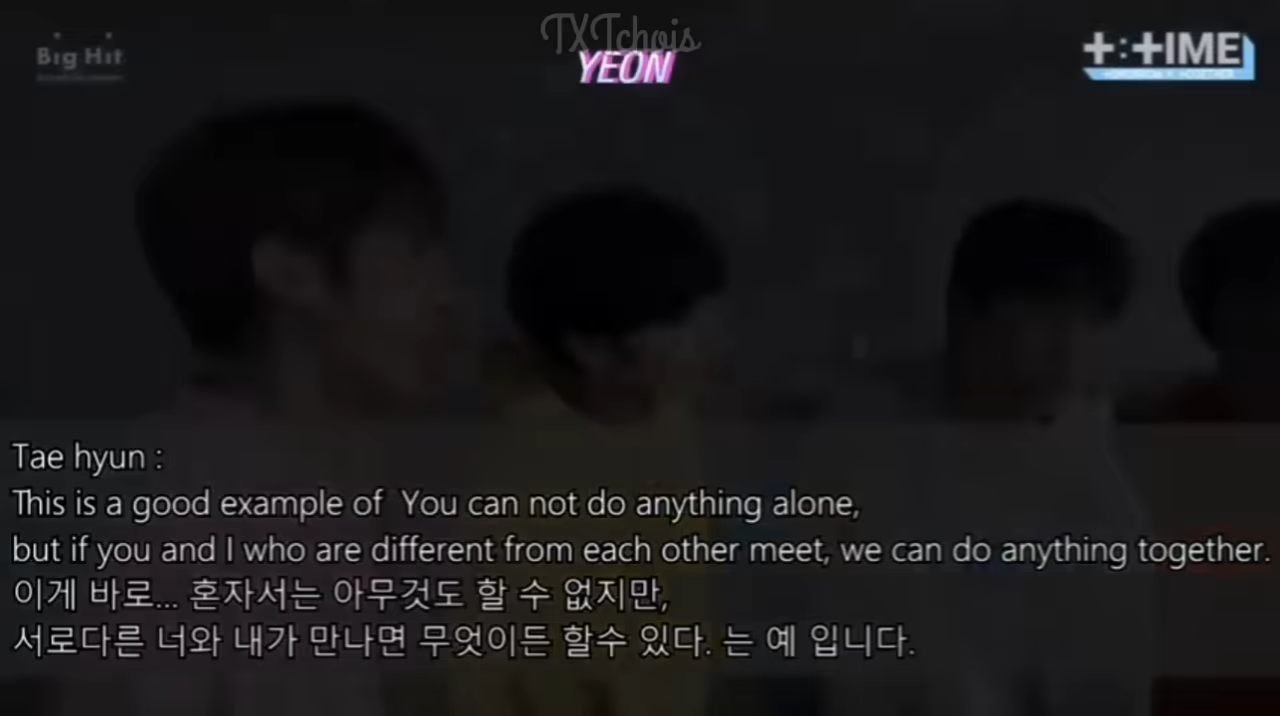 TXTchois
Big Hit
YEON
T:TIME
Tae hyun :
This is a good example of  You can not do anything alone,
but if you and I who are different from each other meet, we can do anything together.
이게 바로... 혼자서는 아무것도 할 수 없지만,
서로다른 너와 내가 만나면 무엇이든 할수 있다. 는 예 입니다.